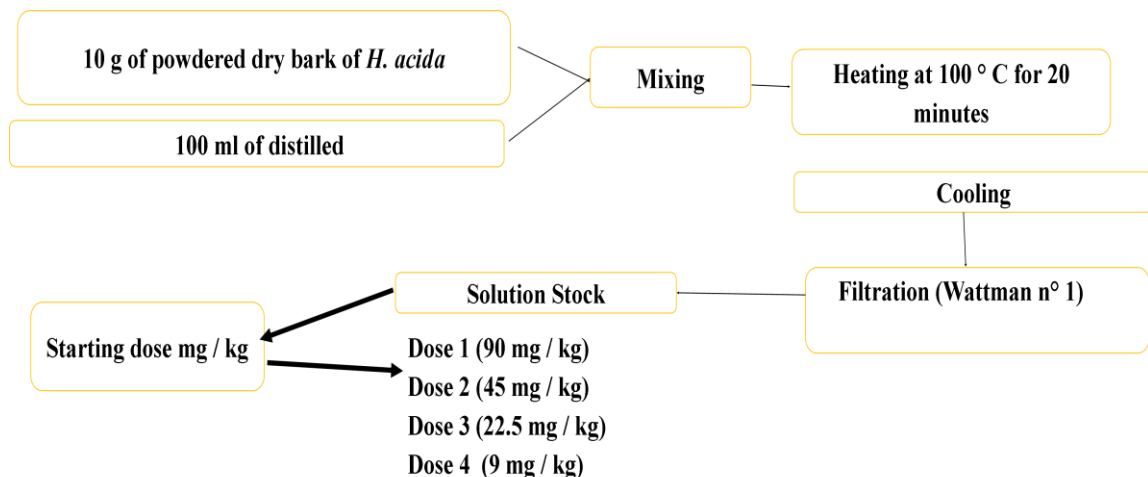 10 g of powdered dry bark of H. acida
100 ml of distilled
Mixing
Heating at 100 ° C for 20
minutes
Cooling
Filtration (Wattman n° 1)
Solution Stock
Starting dose mg / kg
Dose 1 (90 mg / kg)
Dose 2 (45 mg / kg)
Dose 3 (22.5 mg / kg)
Dose 4 (9 mg / kg)